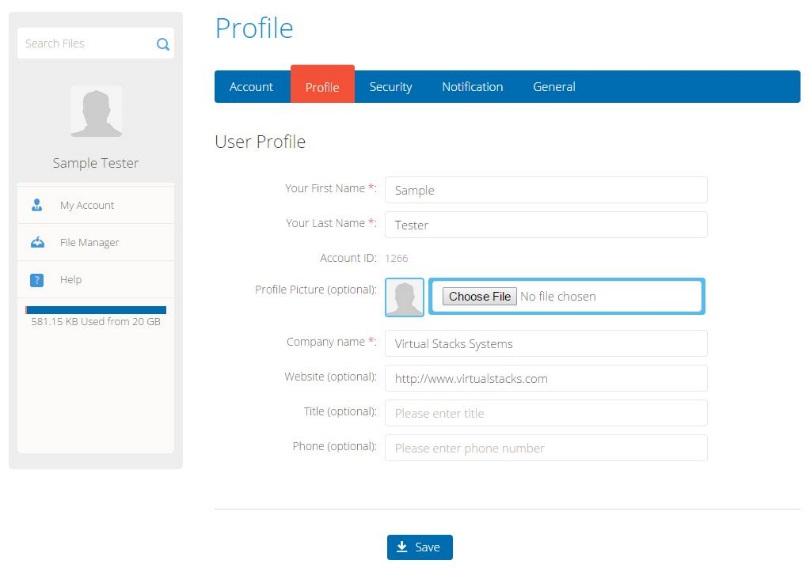 Search Files
Sample Tester
My Account
File Manager
? Help
581.15 KB Used from 20 GB
Profile
Account Profile Security Notification General
User Profile
Your First Name *: Sample
Your Last Name *: Tester
Account ID: 1266
Profile Picture (optional): Choose File No file chosen
Company name *: Virtual Stacks Systems
Website (optional): http://www.virtualstacks.com
Title (optional): Please enter title
Phone (optional): Please enter phone number
Save